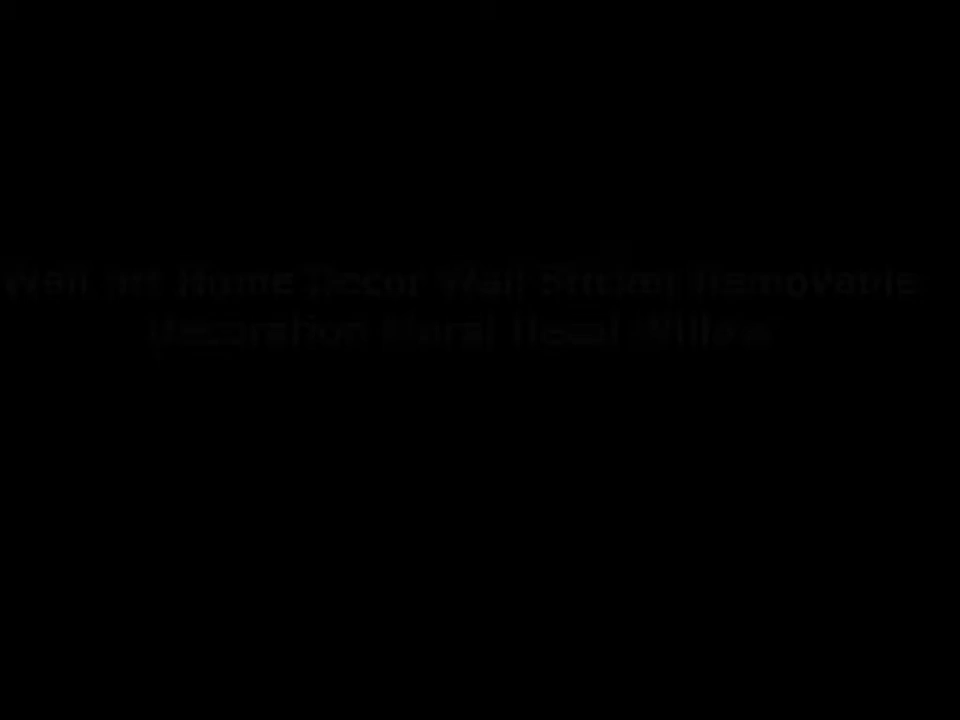 Wall art Home Decor Wall Sticker Removable
Decoration Mural Decal Willow